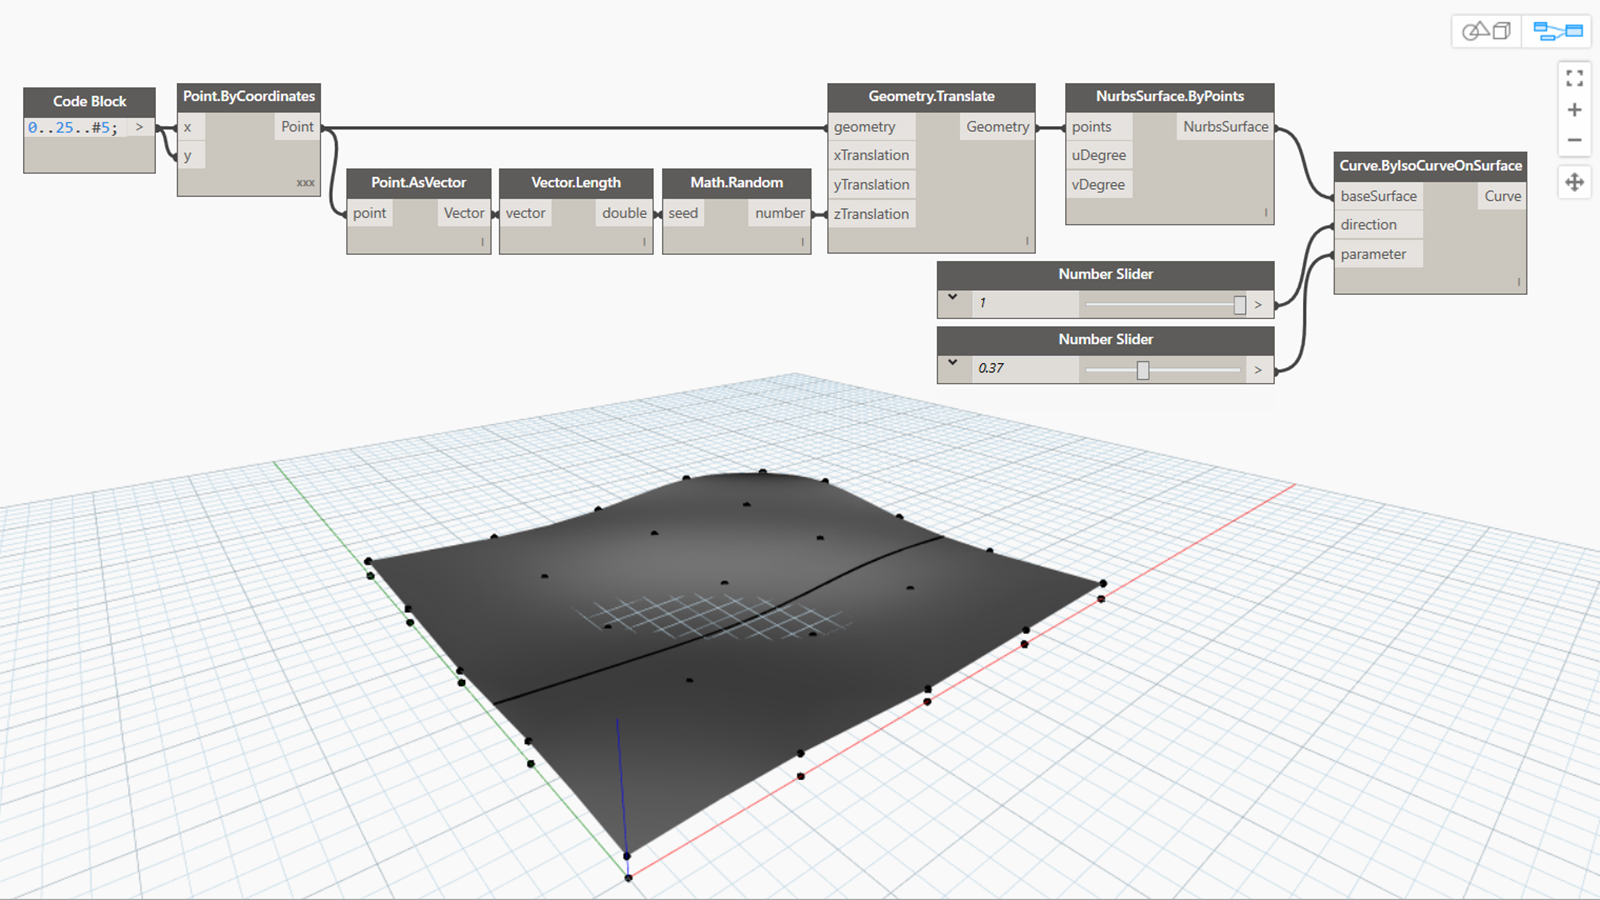 Code Block
0..25..#5; >
Point.ByCoordinates
x Point
y
xxx
Point.AsVector
point Vector
l
Vector.Length
vector double
l
Math.Random
seed number
l
Geometry.Translate
geometry Geometry
xTranslation
yTranslation
zTranslation
l
NurbsSurface.ByPoints
points NurbsSurface
uDegree
vDegree
l
Number Slider
1 >
Number Slider
0.37 >
Curve.ByIsoCurveOnSurface
baseSurface Curve
direction
parameter
l